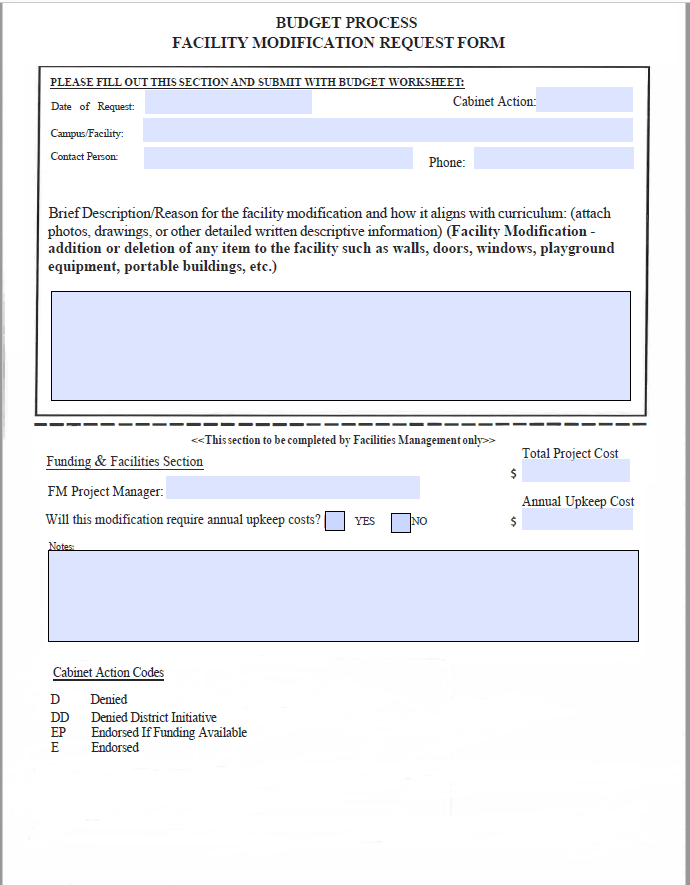 BUDGET PROCESS
FACILITY MODIFICATION REQUEST FORM
PLEASE FILL OUT THIS SECTION AND SUBMIT WITH BUDGET WORKSHEET:
Date of Request:
Cabinet Action:
Campus/Facility:
Contact Person:
Phone:
Brief Description/Reason for the facility modification and how it aligns with curriculum: (attach
photos, drawings, or other detailed written descriptive information) (Facility Modification -
addition or deletion of any item to the facility such as walls, doors, windows, playground
equipment, portable buildings, etc.)
<<This section to be completed by Facilities Management only>>
Funding & Facilities Section
Total Project Cost
$
FM Project Manager:
Annual Upkeep Cost
Will this modification require annual upkeep costs? YES NO
$
Notes:
Cabinet Action Codes
D Denied
DD Denied District Initiative
EP Endorsed If Funding Available
E Endorsed